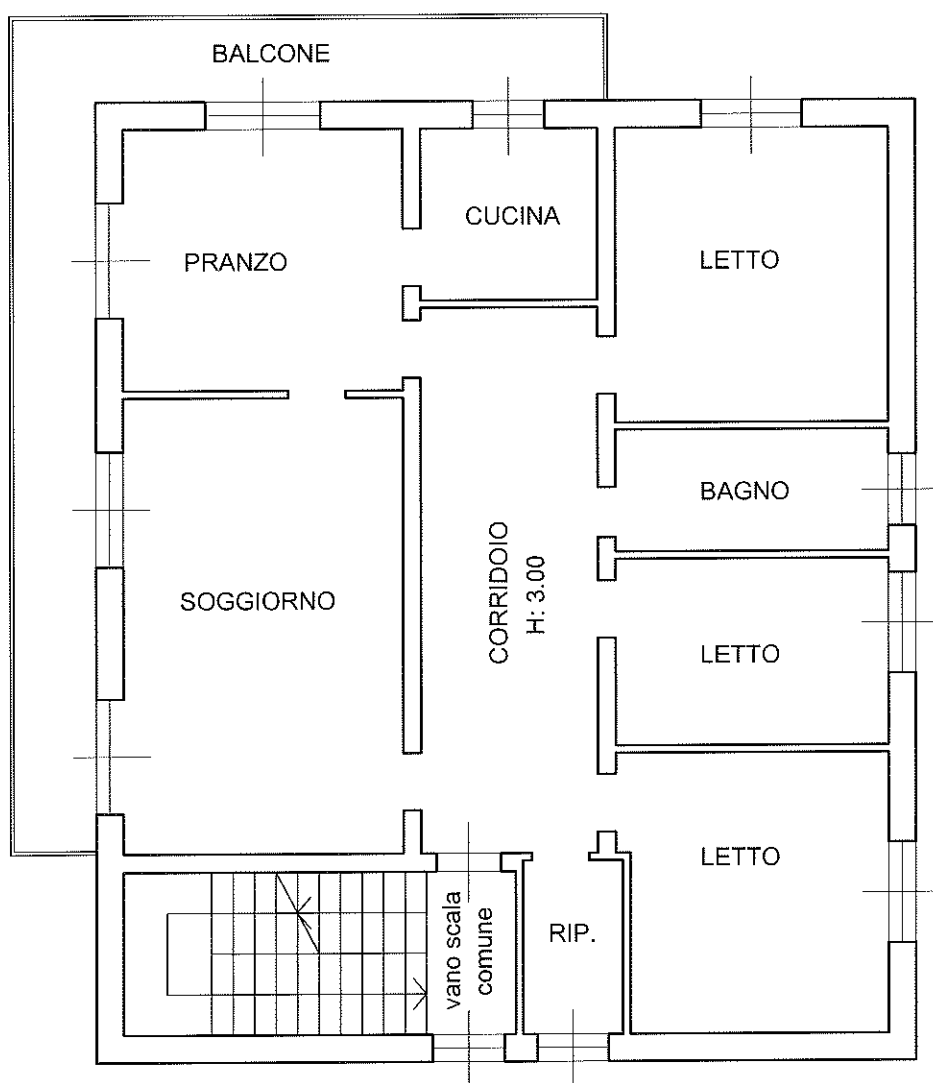 BALCONE
CUCINA
PRANZO
LETTO
BAGNO
CORRIDOIO
H: 3.00
SOGGIORNO
LETTO
LETTO
vano scala
comune
RIP.